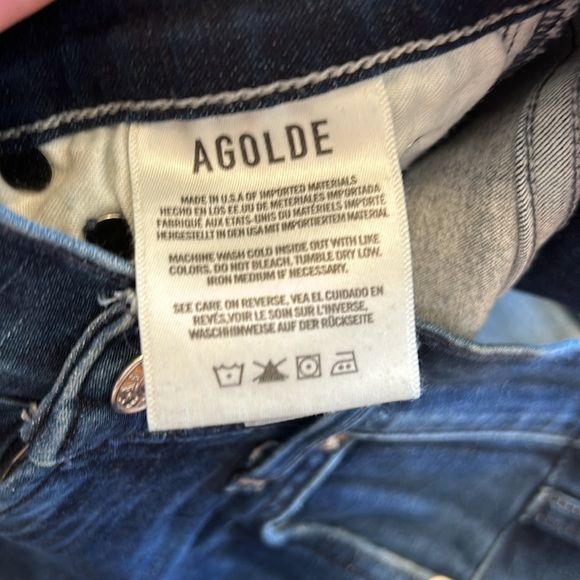 AGOLDE
MADE IN U.S.A OF IMPORTED MATERIALS
HECHO EN LOS EE.UU DE METERIALES IMPORTADA
FABRIQUÉ AUX ETATS-UNIS DU MATÉRIELS IMPORTÉ
HERGESTELLT IN DEN USA MIT IMPORTIERTEM MATERIAL
MACHINE WASH COLD INSIDE OUT WITH LIKE
COLORS. DO NOT BLEACH. TUMBLE DRY LOW.
IRON MEDIUM IF NECESSARY.
SEE CARE ON REVERSE, VEA EL CUIDADO EN
REVÉS,VOIR LE SOIN SUR L'INVERSE,
WASCHHINWEISE AUF DER RÜCKSEITE